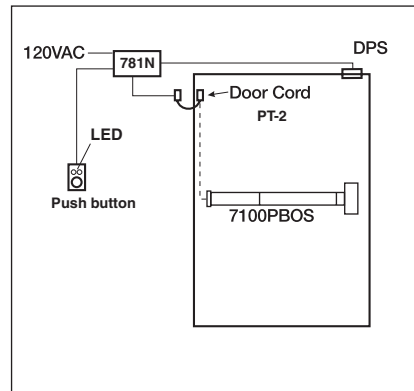 120VAC
781N
DPS
Door Cord
PT-2
LED
Push button
7100PBOS